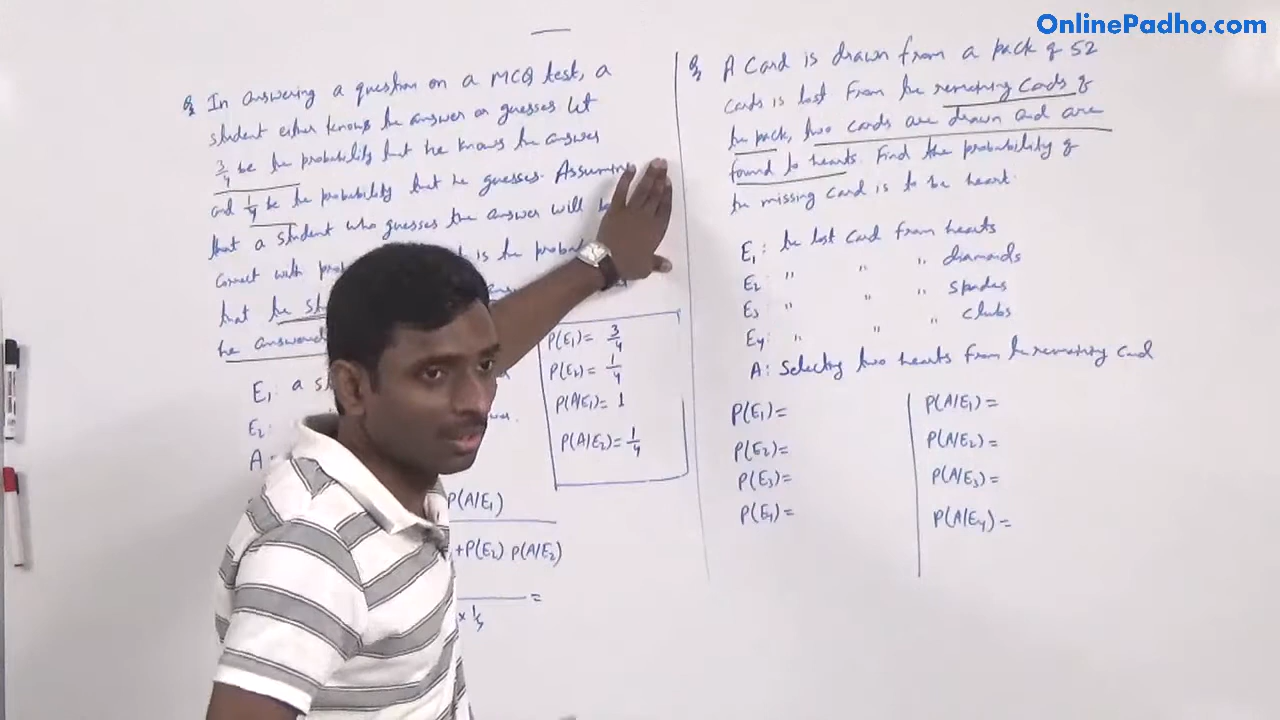 OnlinePadho.com
Q In answering a question on a MCQ test, a
student either knows the answer or guesses let
3/4 be the probability that he knows the answer
and 1/4 be the probability that he guesses. Assuming
that a student who guesses the answer will
correct with is the
that the
he answered
E1: a
E2:
A:
P(E1) = 3/4
P(E2) = 1/4
P(A/E1) = 1
P(A/E2) = 1/4
P(A/E1)
+P(E2) P(A/E2)
=
Q A Card is drawn from a pack of 52
cards is lost From the remaining cards of
the pack, two cards are drawn and are
found to hearts. Find the probability of
the missing card is to be heart.
E1: the lost card from hearts
E2 " " " diamonds
E3: " " " spades
E4: " " " clubs
A: Selecting two hearts from the remaining card
P(E1)=
P(E2)=
P(E3)=
P(E4)=
P(A/E1)=
P(A/E2)=
P(A/E3)=
P(A/E4)=